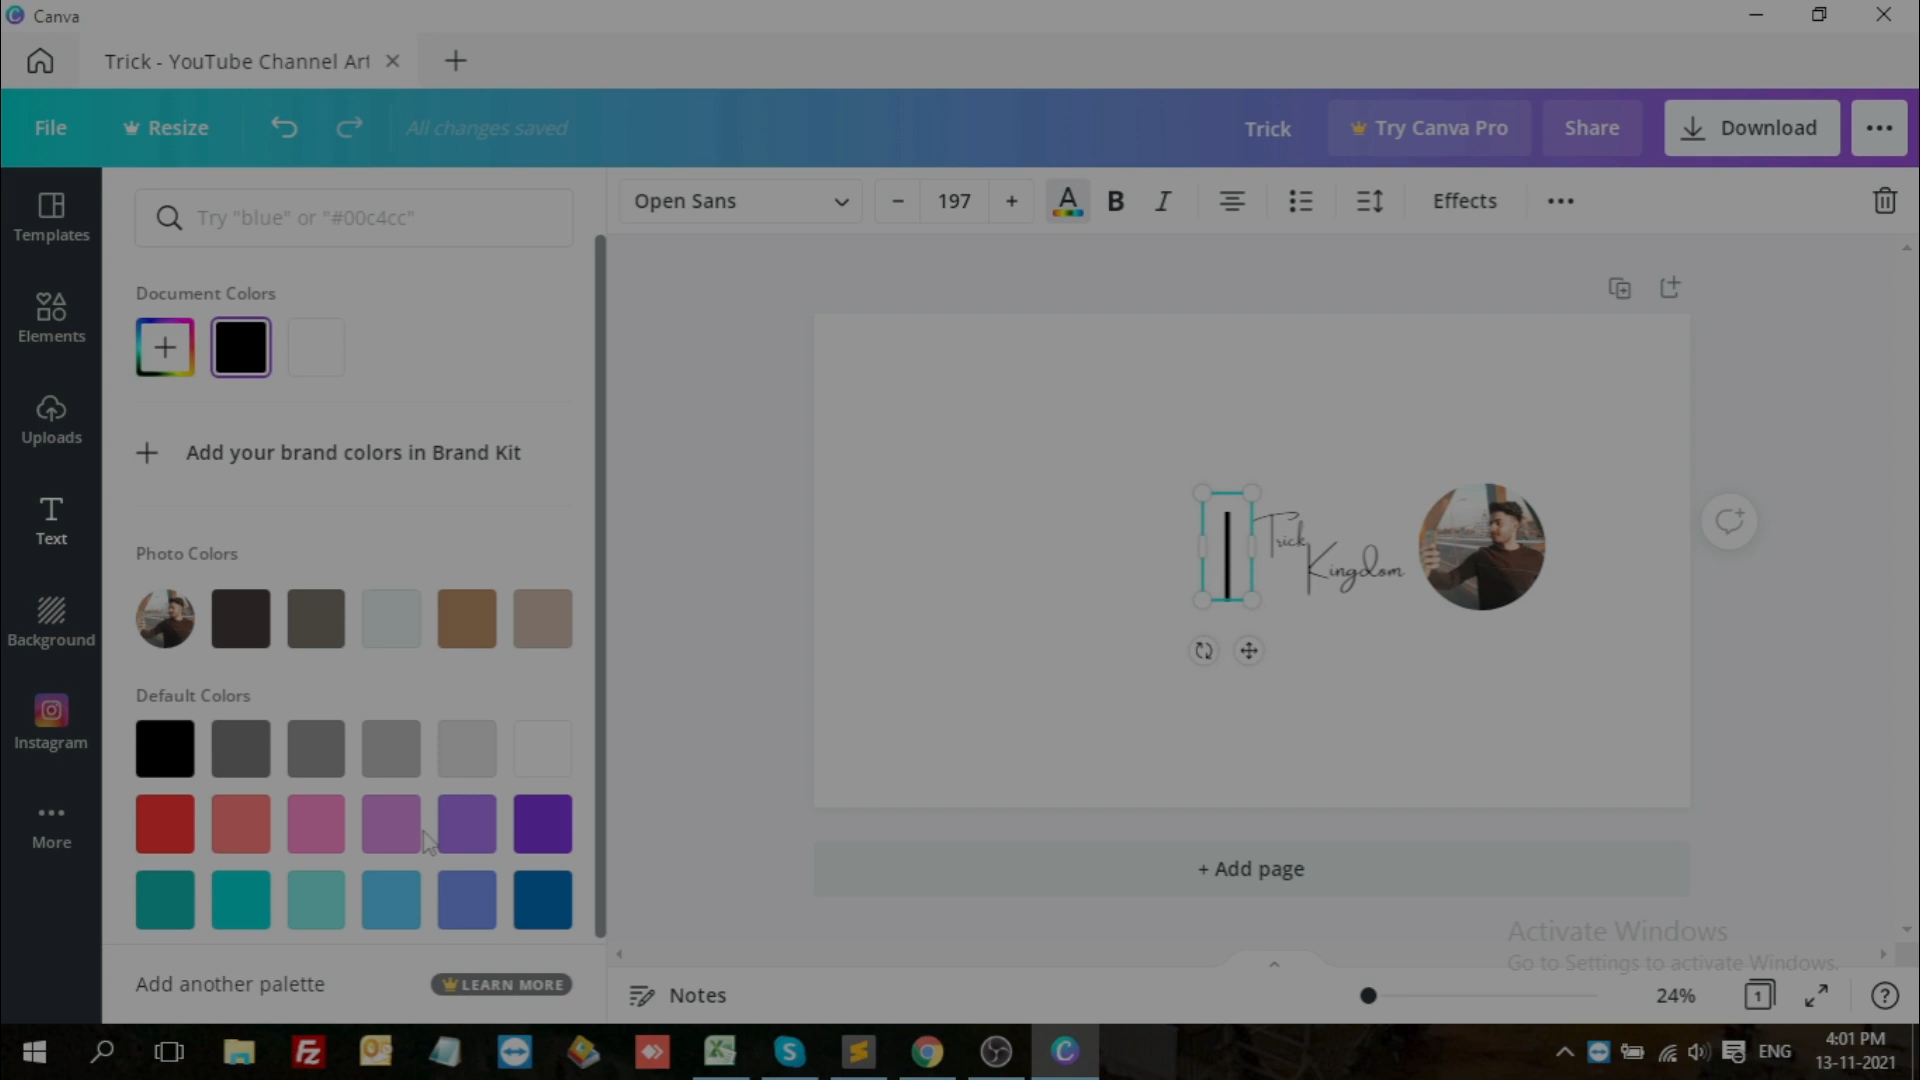 Canva
Trick - YouTube Channel Art
File
Resize
All changes saved
Trick
Try Canva Pro
Share
Download
Templates
Elements
Uploads
Text
Background
Instagram
More
Try "blue" or "#00c4cc"
Document Colors
Add your brand colors in Brand Kit
Photo Colors
Default Colors
Add another palette
LEARN MORE
Open Sans
197
A
B
I
Effects
Trick
Kingdom
+ Add page
Activate Windows
Go to Settings to activate Windows.
Notes
24%
1
ENG
4:01 PM
13-11-2021